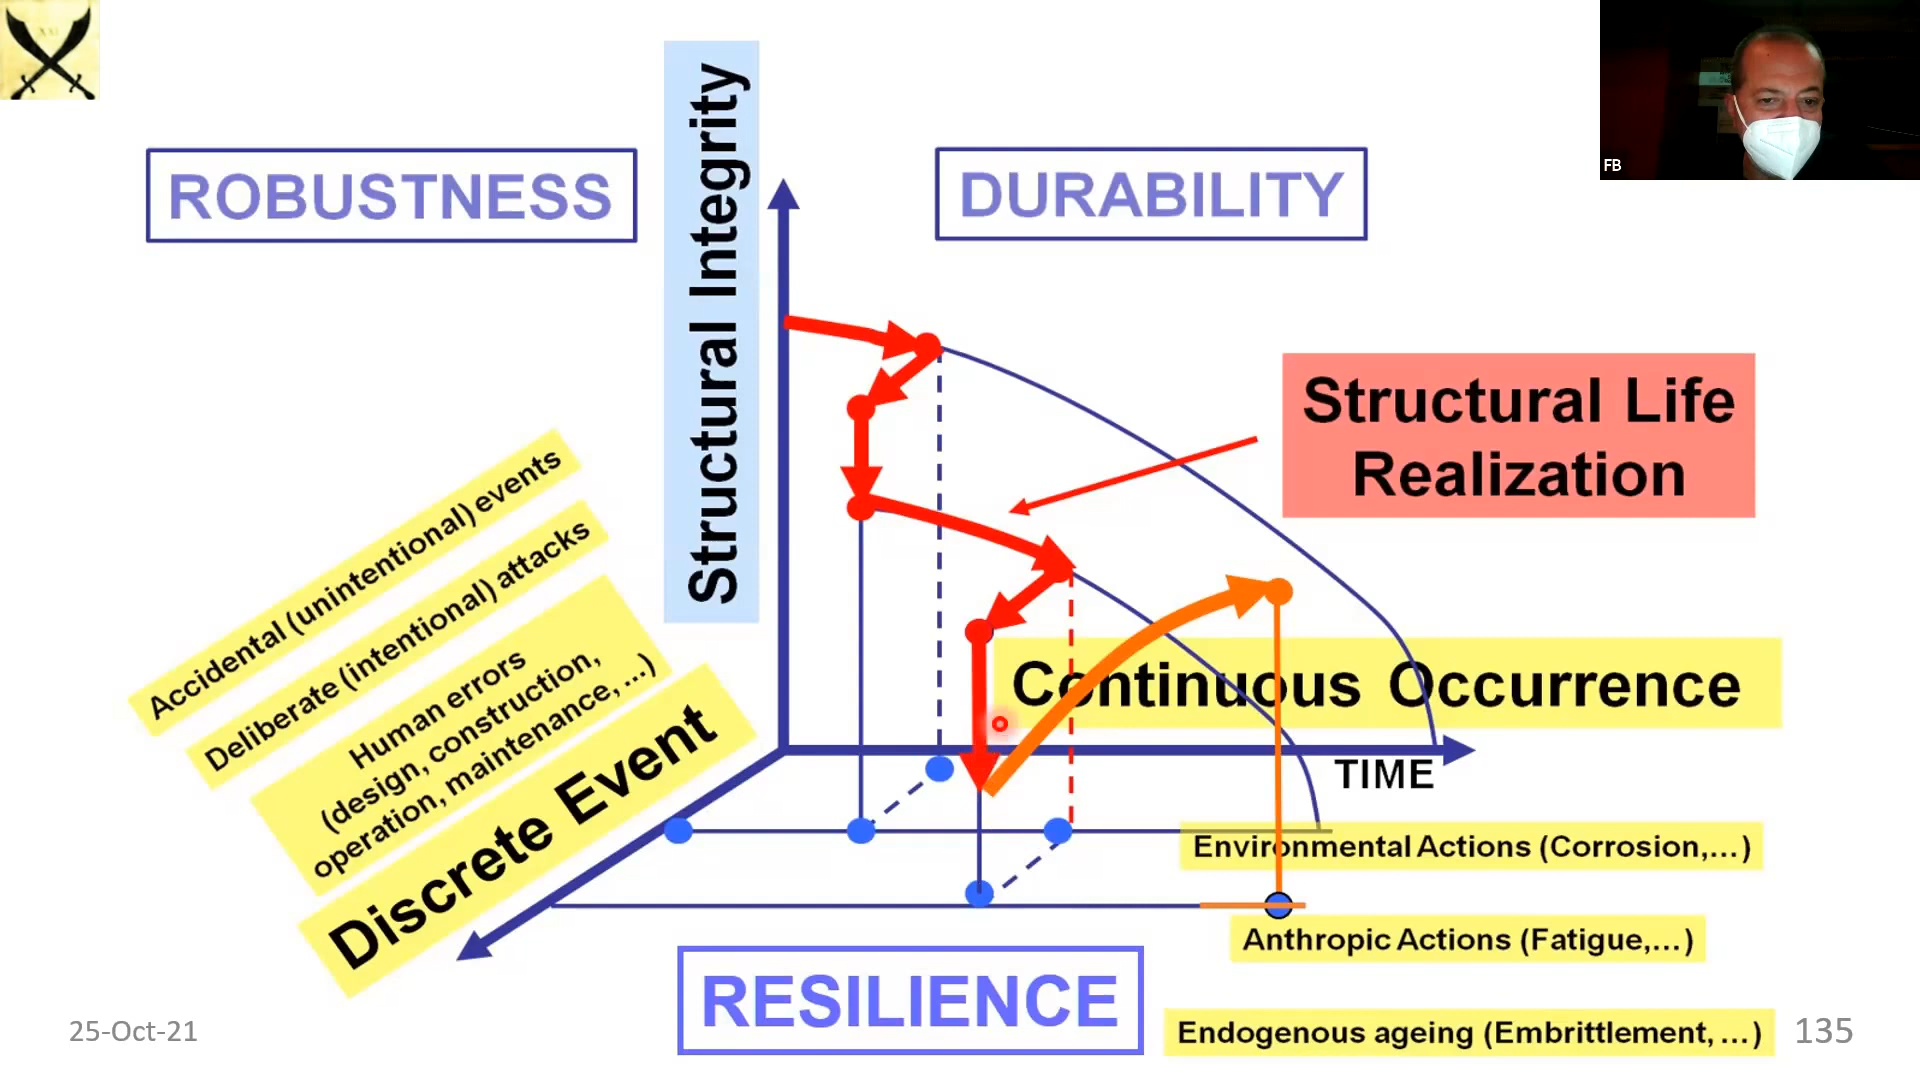 XXI
FB
ROBUSTNESS
Structural Integrity
DURABILITY
Structural Life
Realization
Accidental (unintentional) events
Deliberate (intentional) attacks
Human errors
(design, construction,
operation, maintenance, ...)
Discrete Event
Continuous Occurrence
TIME
Environmental Actions (Corrosion,...)
Anthropic Actions (Fatigue,...)
Endogenous ageing (Embrittlement, ...)
RESILIENCE
25-Oct-21
135